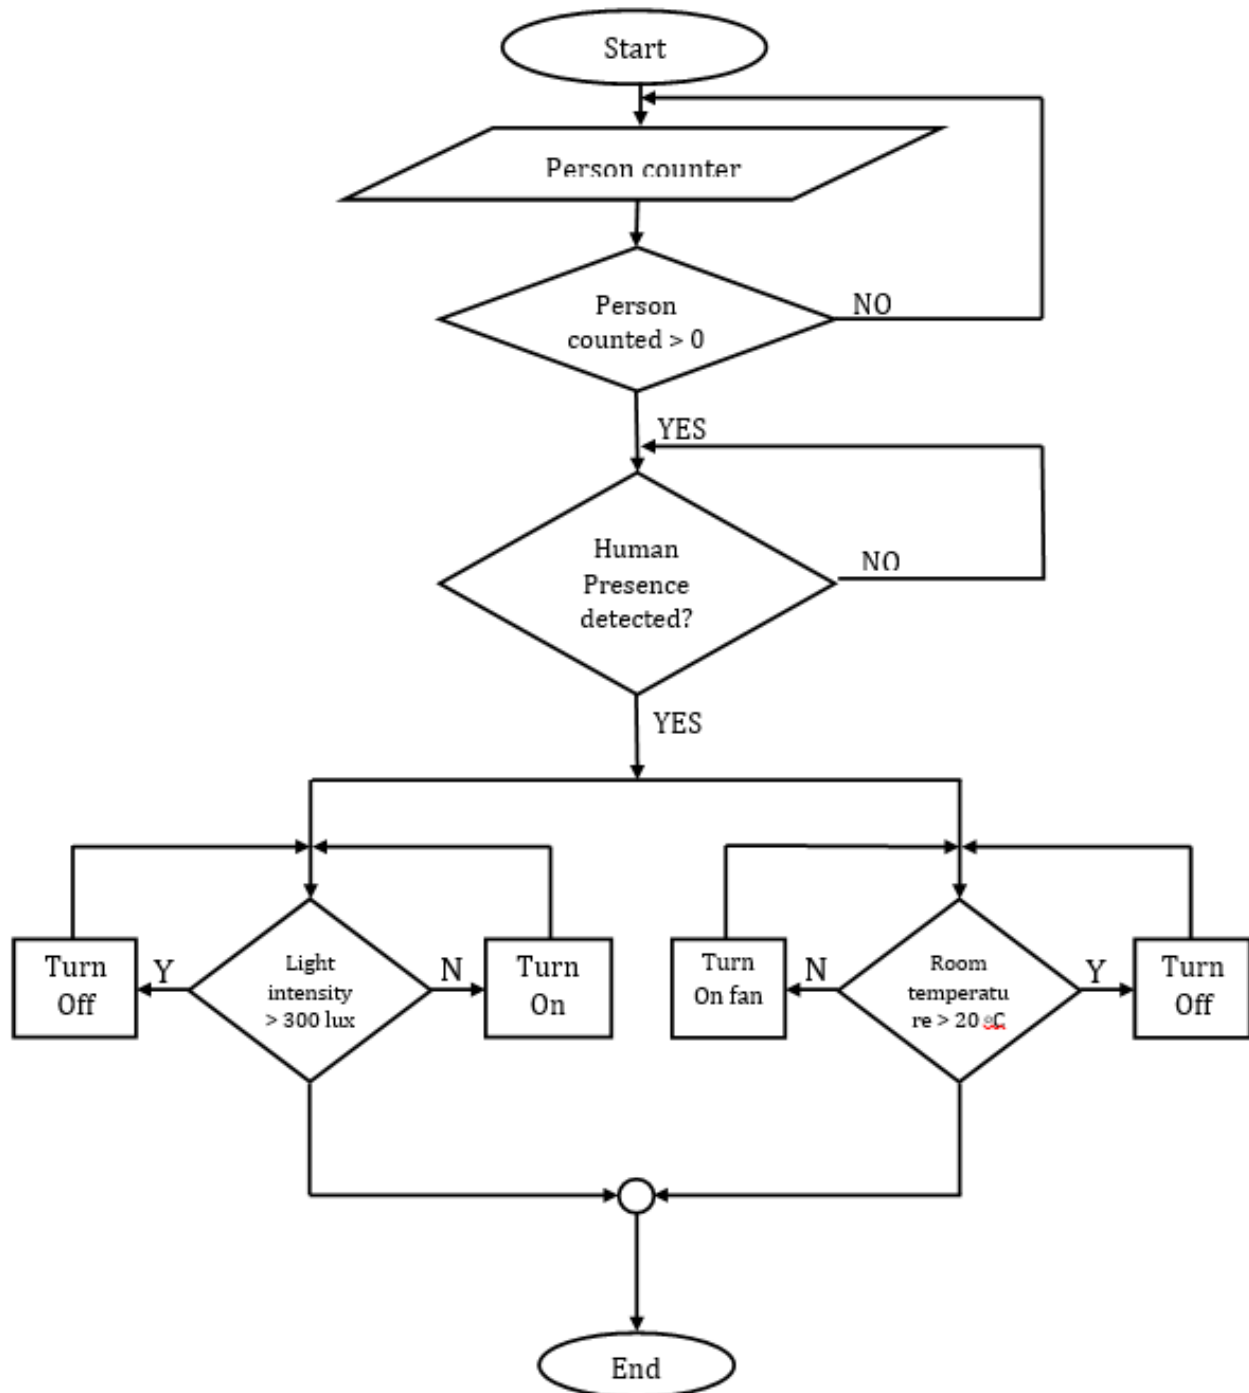 Start
Person counter
Person
counted > 0
NO
YES
Human
Presence
detected?
NO
YES
Turn
Off
Y
Light
intensity
> 300 lux
N
Turn
On
Turn
On fan
N
Room
temperatu
re > 20 °C
Y
Turn
Off
End